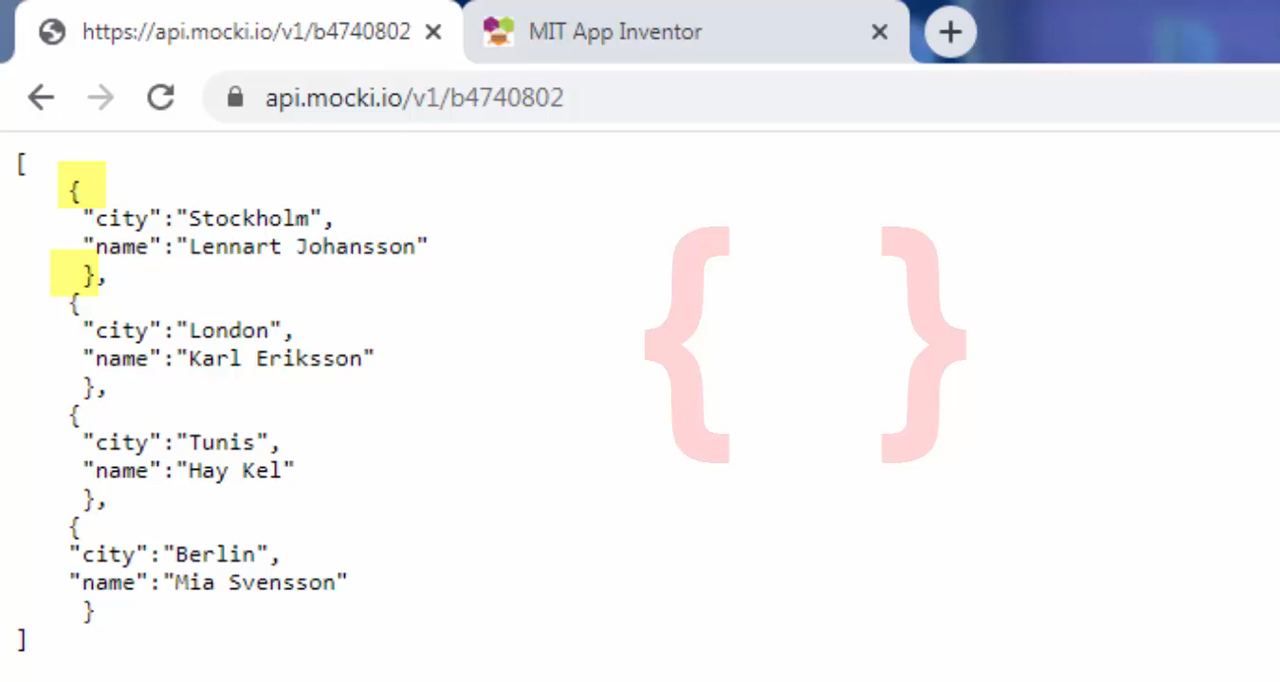 https://api.mocki.io/v1/b4740802
MIT App Inventor
api.mocki.io/v1/b4740802
[
{
"city":"Stockholm",
"name":"Lennart Johansson"
},
{
"city":"London",
"name":"Karl Eriksson"
},
{
"city":"Tunis",
"name":"Hay Kel"
},
{
"city":"Berlin",
"name":"Mia Svensson"
}
]
{ }